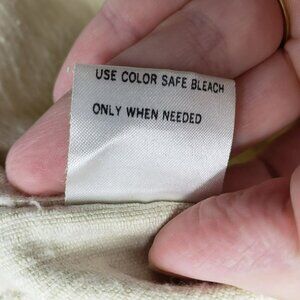 USE COLOR SAFE BLEACH
ONLY WHEN NEEDED